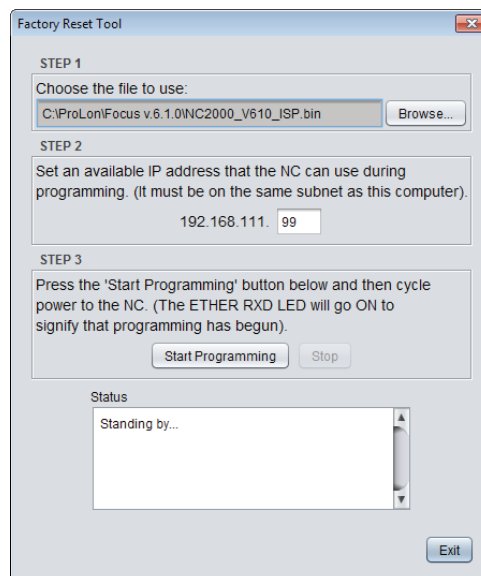 Factory Reset Tool
STEP 1
Choose the file to use:
C:\ProLon\Focus v.6.1.0\NC2000_V610_ISP.bin
Browse...
STEP 2
Set an available IP address that the NC can use during
programming. (It must be on the same subnet as this computer).
192.168.111. 99
STEP 3
Press the 'Start Programming' button below and then cycle
power to the NC. (The ETHER RXD LED will go ON to
signify that programming has begun).
Start Programming Stop
Status
Standing by...
Exit